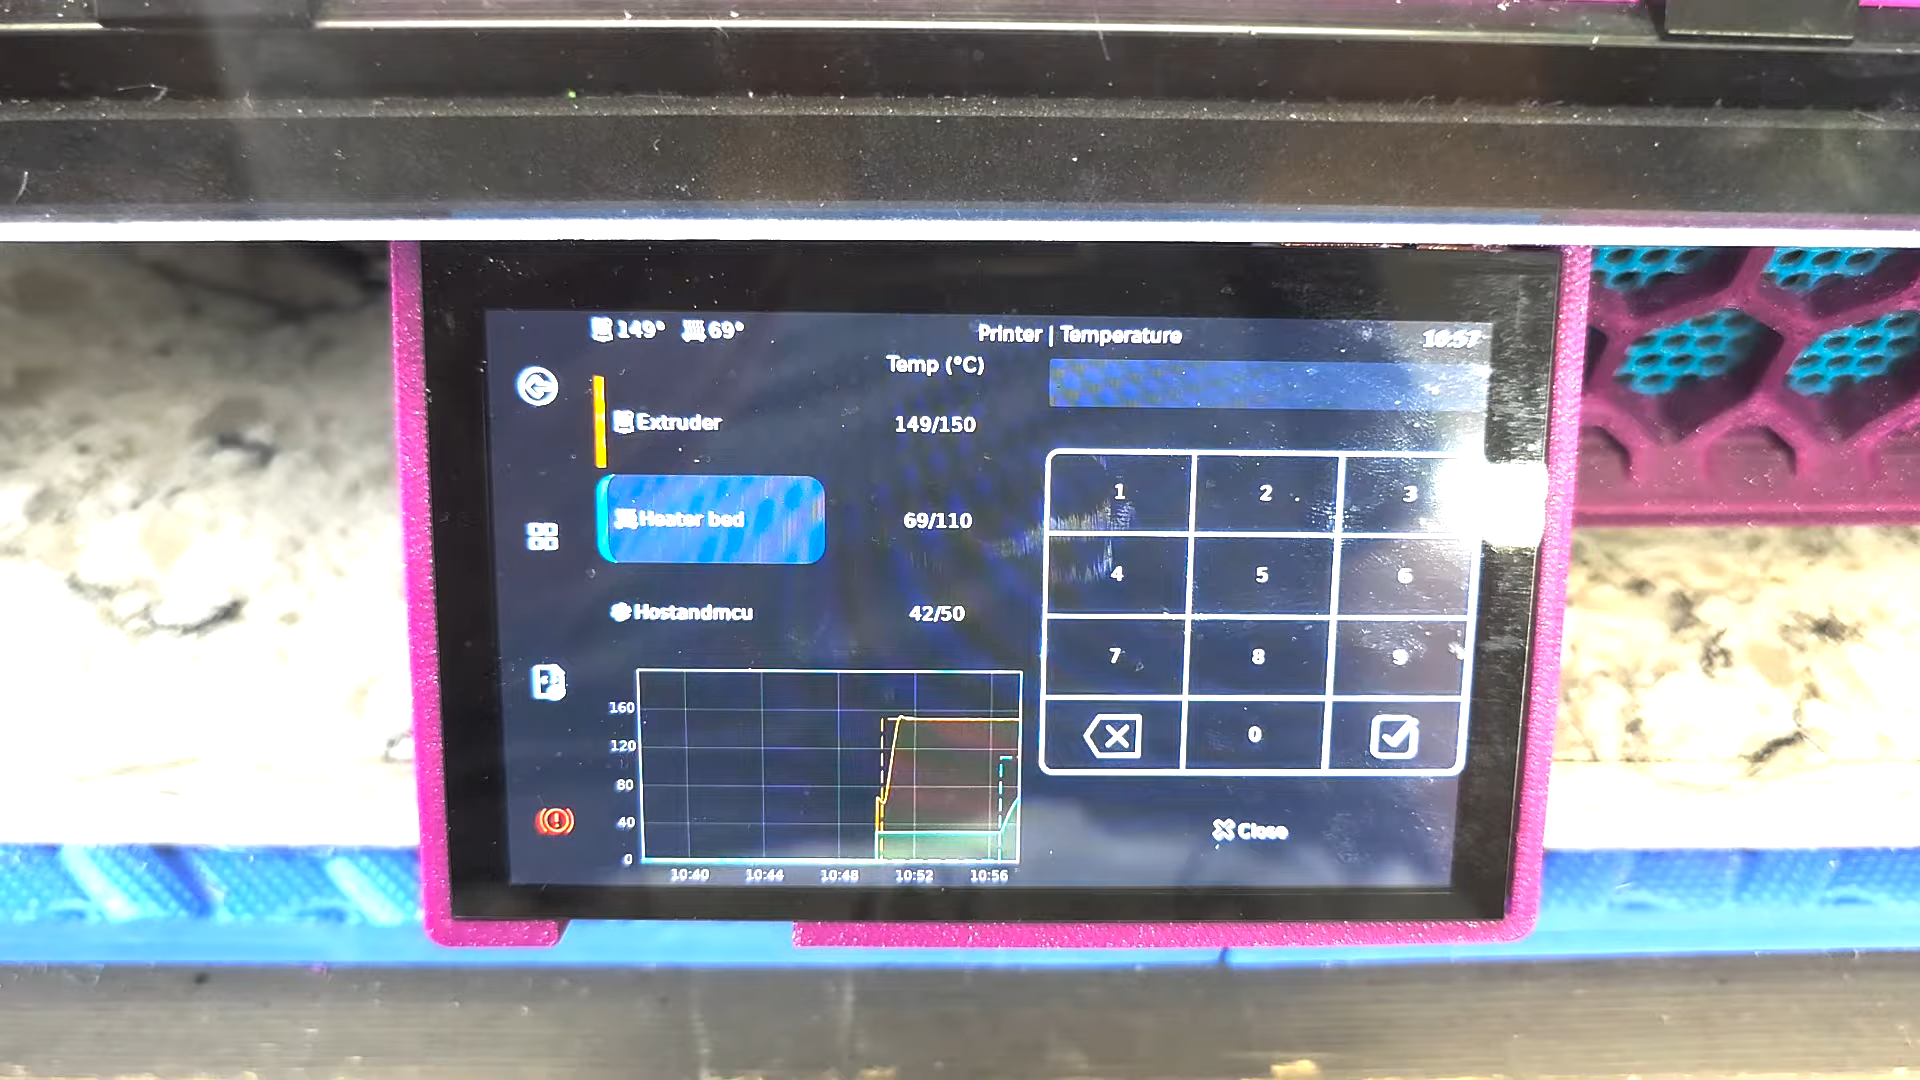 149° 69° Printer | Temperature 10:57
Temp (°C)
Extruder 149/150
Heater bed 69/110
Hostandmcu 42/50
1 2 3
4 5 6
7 8 9
0
Close
160
120
80
40
0
10:40 10:44 10:48 10:52 10:56